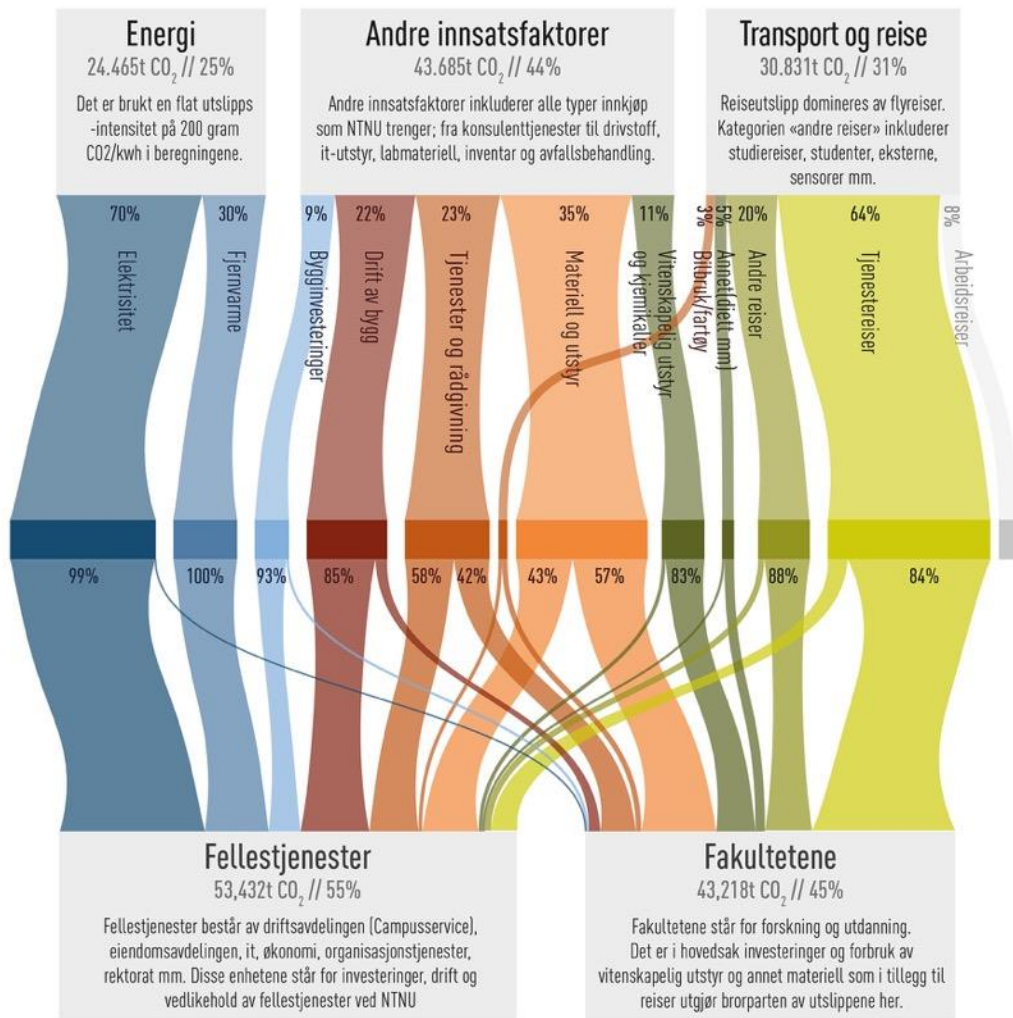 Energi
24.465t CO₂ // 25%
Det er brukt en flat utslipps
-intensitet på 200 gram
CO2/kwh i beregningene.
Andre innsatsfaktorer
43.685t CO₂ // 44%
Andre innsatsfaktorer inkluderer alle typer innkjøp
som NTNU trenger; fra konsulenttjenester til drivstoff,
it-utstyr, labmateriell, inventar og avfallsbehandling.
Transport og reise
30.831t CO₂ // 31%
Reiseutslipp domineres av flyreiser.
Kategorien «andre reiser» inkluderer
studiereiser, studenter, eksterne,
sensorer mm.
70%
Elektrisitet
30%
Fjernvarme
9%
Bygginvesteringer
22%
Drift av bygg
23%
Tjenester og rådgivning
35%
Materiell og utstyr
11%
Vitenskapelig utstyr
og kjemikalier
3%
Bilbruk/fartøy
5%
Annet(diett mm)
20%
Andre reiser
64%
Tjenestereiser
8%
Arbeidsreiser
99%
100%
93%
85%
58%
42%
43%
57%
83%
88%
84%
Fellestjenester
53,432t CO₂ // 55%
Fellestjenester består av driftsavdelingen (Campusservice),
eiendomsavdelingen, it, økonomi, organisasjonstjenester,
rektorat mm. Disse enhetene står for investeringer, drift og
vedlikehold av fellestjenester ved NTNU
Fakultetene
43,218t CO₂ // 45%
Fakultetene står for forskning og utdanning.
Det er i hovedsak investeringer og forbruk av
vitenskapelig utstyr og annet materiell som i tillegg til
reiser utgjør brorparten av utslippene her.